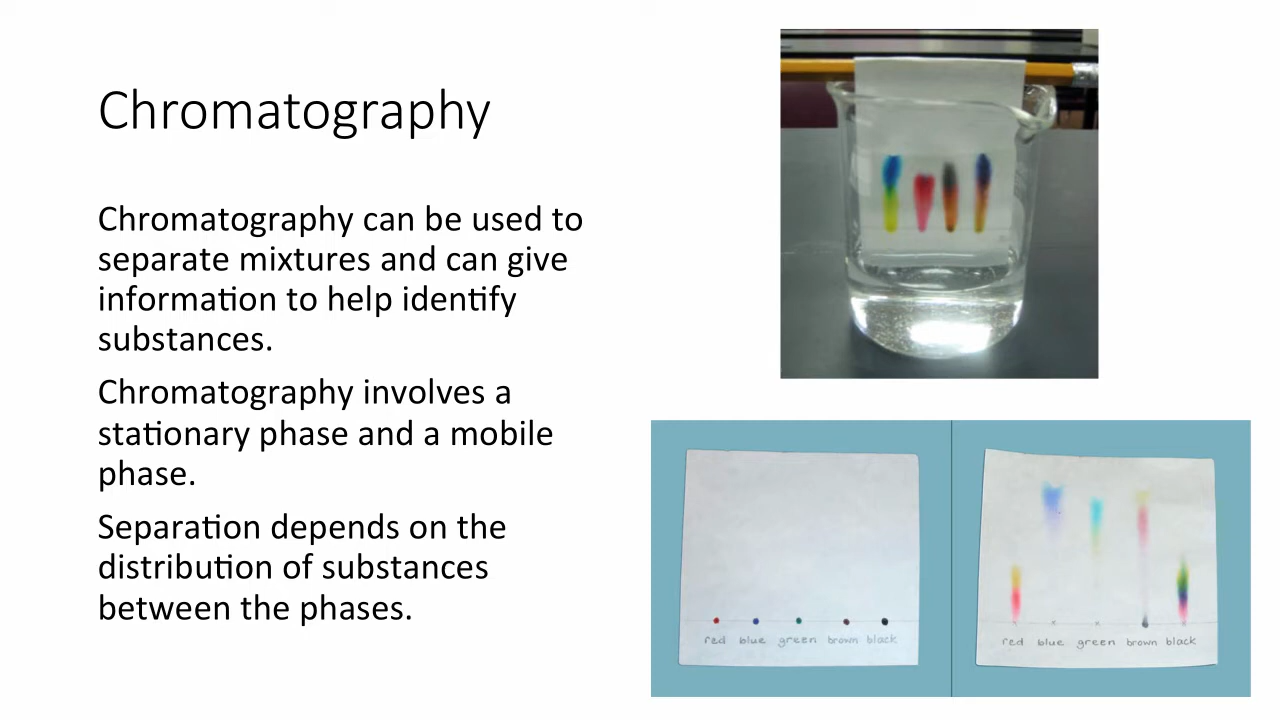 Chromatography
Chromatography can be used to
separate mixtures and can give
information to help identify
substances.
Chromatography involves a
stationary phase and a mobile
phase.
Separation depends on the
distribution of substances
between the phases.
red blue green brown black
red blue green brown black